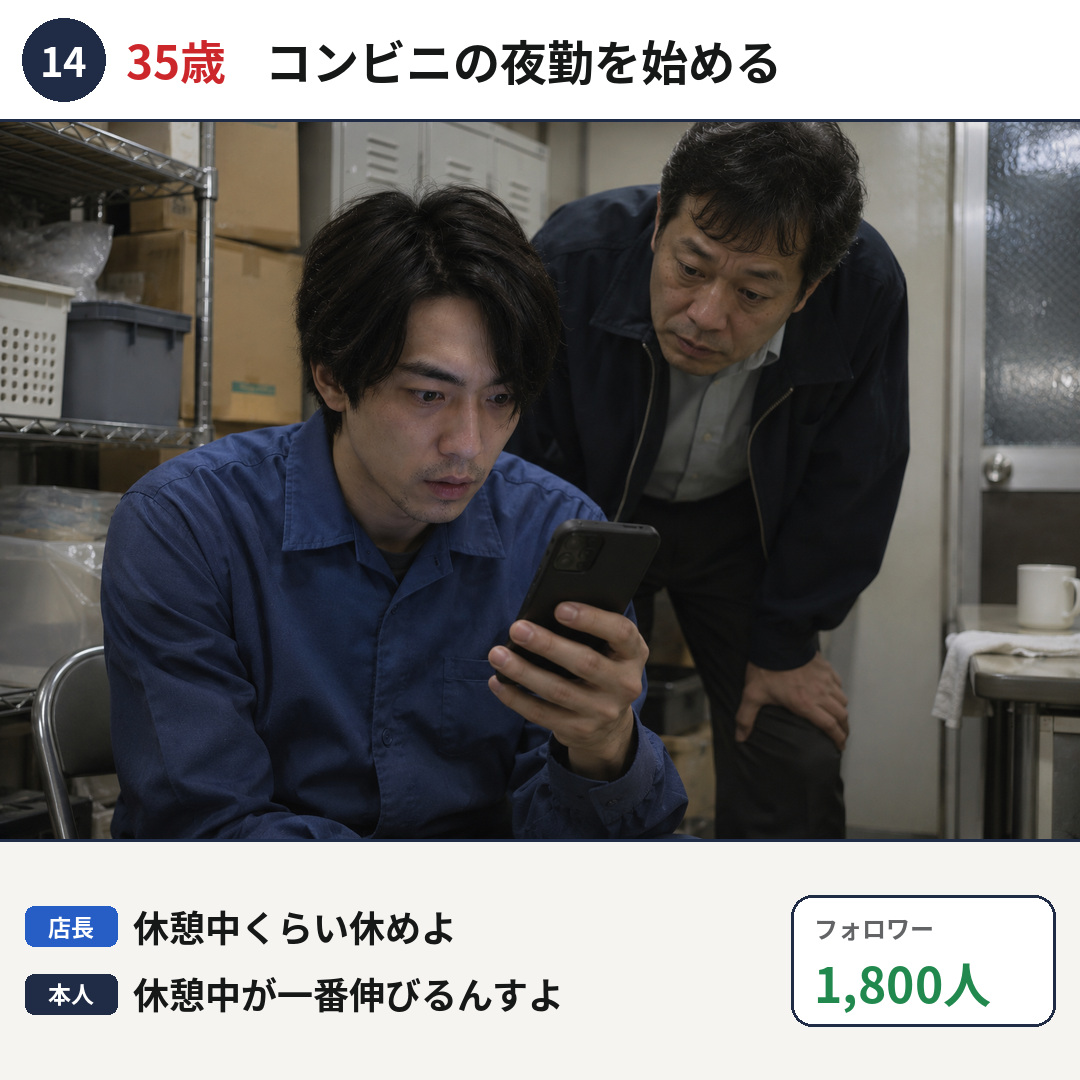 14 35歳 コンビニの夜勤を始める
店長 休憩中くらい休めよ
本人 休憩中が一番伸びるんすよ
フォロワー
1,800人